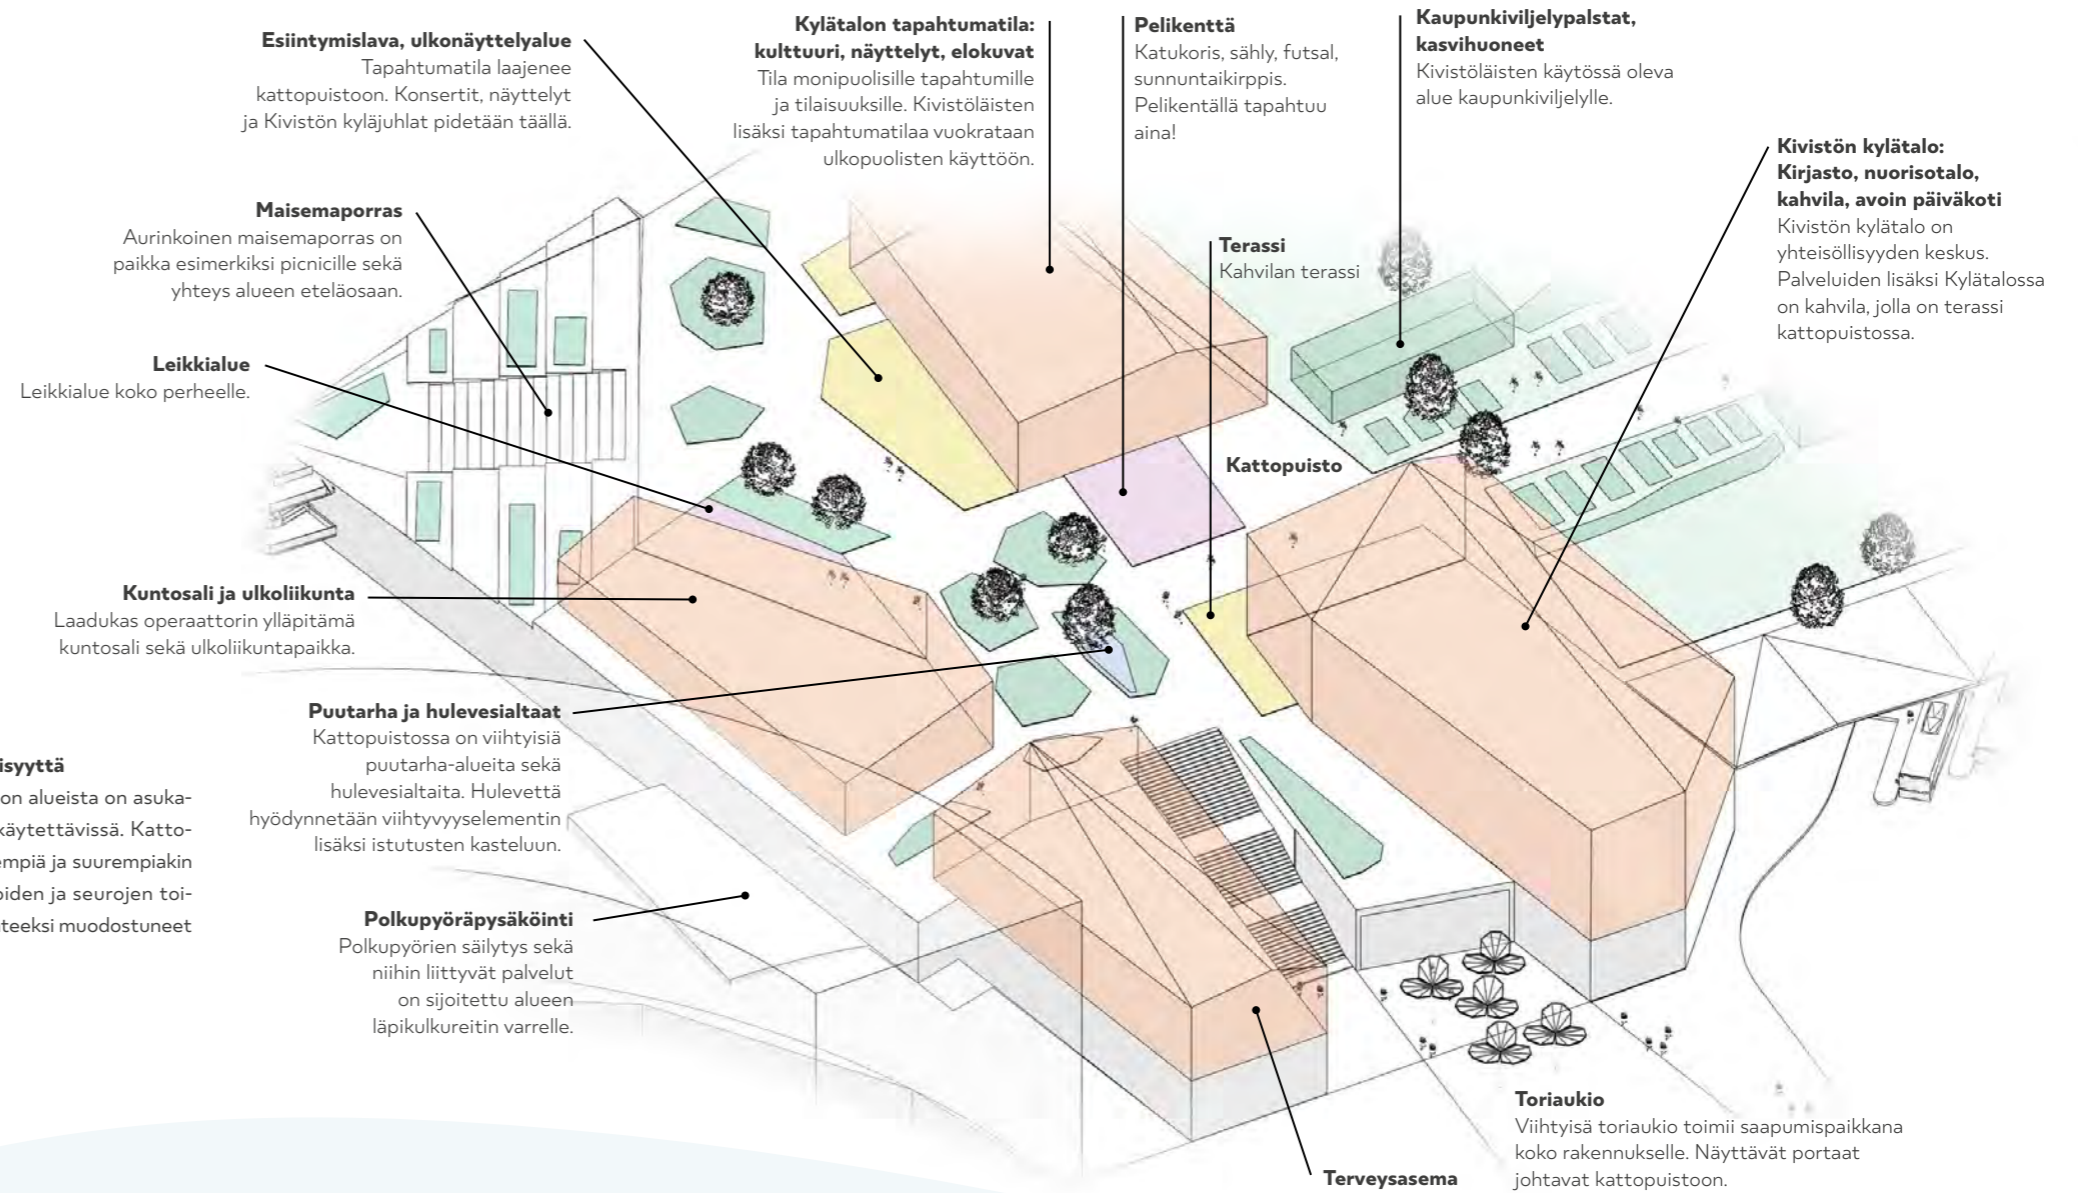 Esiintymislava, ulkonäyttelyalue
Tapahtumatila laajenee
kattopuistoon. Konsertit, näyttelyt
ja Kivistön kyläjuhlat pidetään täällä.
Kylätalon tapahtumatila:
kulttuuri, näyttelyt, elokuvat
Tila monipuolisille tapahtumille
ja tilaisuuksille. Kivistöläisten
lisäksi tapahtumatilaa vuokrataan
ulkopuolisten käyttöön.
Pelikenttä
Katukoris, sähly, futsal,
sunnuntaikirppis.
Pelikentällä tapahtuu
aina!
Kaupunkiviljelypalstat,
kasvihuoneet
Kivistöläisten käytössä oleva
alue kaupunkiviljelylle.
Kivistön kylätalo:
Kirjasto, nuorisotalo,
kahvila, avoin päiväkoti
Kivistön kylätalo on
yhteisöllisyyden keskus.
Palveluiden lisäksi Kylätalossa
on kahvila, jolla on terassi
kattopuistossa.
Maisemaporras
Aurinkoinen maisemaporras on
paikka esimerkiksi picnicille sekä
yhteys alueen eteläosaan.
Terassi
Kahvilan terassi
Leikkialue
Leikkialue koko perheelle.
Kattopuisto
Kuntosali ja ulkoliikunta
Laadukas operaattorin ylläpitämä
kuntosali sekä ulkoliikuntapaikka.
Puutarha ja hulevesialtaat
Kattopuistossa on viihtyisiä
puutarha-alueita sekä
hulevesialtaita. Hulevettä
hyödynnetään viihtyvyyselementin
lisäksi istutusten kasteluun.
isyyttä
on alueista on asuka-
käytettävissä. Katto-
empiä ja suurempiakin
oiden ja seurojen toi-
teeksi muodostuneet
Polkupyöräpysäköinti
Polkupyörien säilytys sekä
niihin liittyvät palvelut
on sijoitettu alueen
läpikulkureitin varrelle.
Toriaukio
Viihtyisä toriaukio toimii saapumispaikkana
koko rakennukselle. Näyttävät portaat
johtavat kattopuistoon.
Terveysasema